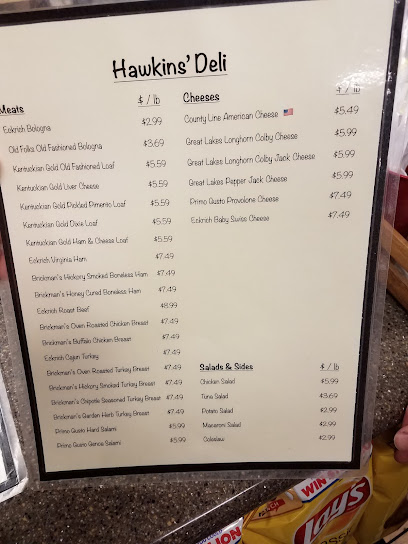 Hawkins' Deli
Meats $ / lb
Eckrich Bologna $2.99
Old Folks Old Fashioned Bologna $3.69
Kentuckian Gold Old Fashioned Loaf $5.59
Kentuckian Gold Liver Cheese $5.59
Kentuckian Gold Pickled Pimento Loaf $5.59
Kentuckian Gold Dixie Loaf $5.59
Kentuckian Gold Ham & Cheese Loaf $5.59
Eckrich Virginia Ham $7.49
Brickman's Hickory Smoked Boneless Ham $7.49
Brickman's Honey Cured Boneless Ham $7.49
Eckrich Roast Beef $8.99
Brickman's Oven Roasted Chicken Breast $7.49
Brickman's Buffalo Chicken Breast $7.49
Eckrich Cajun Turkey $7.49
Brickman's Oven Roasted Turkey Breast $7.49
Brickman's Hickory Smoked Turkey Breast $7.49
Brickman's Chipotle Seasoned Turkey Breast $7.49
Brickman's Garden Herb Turkey Breast $7.49
Primo Gusto Hard Salami $5.99
Primo Gusto Genoa Salami $5.99
Cheeses $ / lb
County Line American Cheese $5.49
Great Lakes Longhorn Colby Cheese $5.99
Great Lakes Longhorn Colby Jack Cheese $5.99
Great Lakes Pepper Jack Cheese $5.99
Primo Gusto Provolone Cheese $7.49
Eckrich Baby Swiss Cheese $7.49
Salads & Sides $ / lb
Chicken Salad $5.99
Tuna Salad $3.69
Potato Salad $2.99
Macaroni Salad $2.99
Coleslaw $2.99
WIN
Lay's